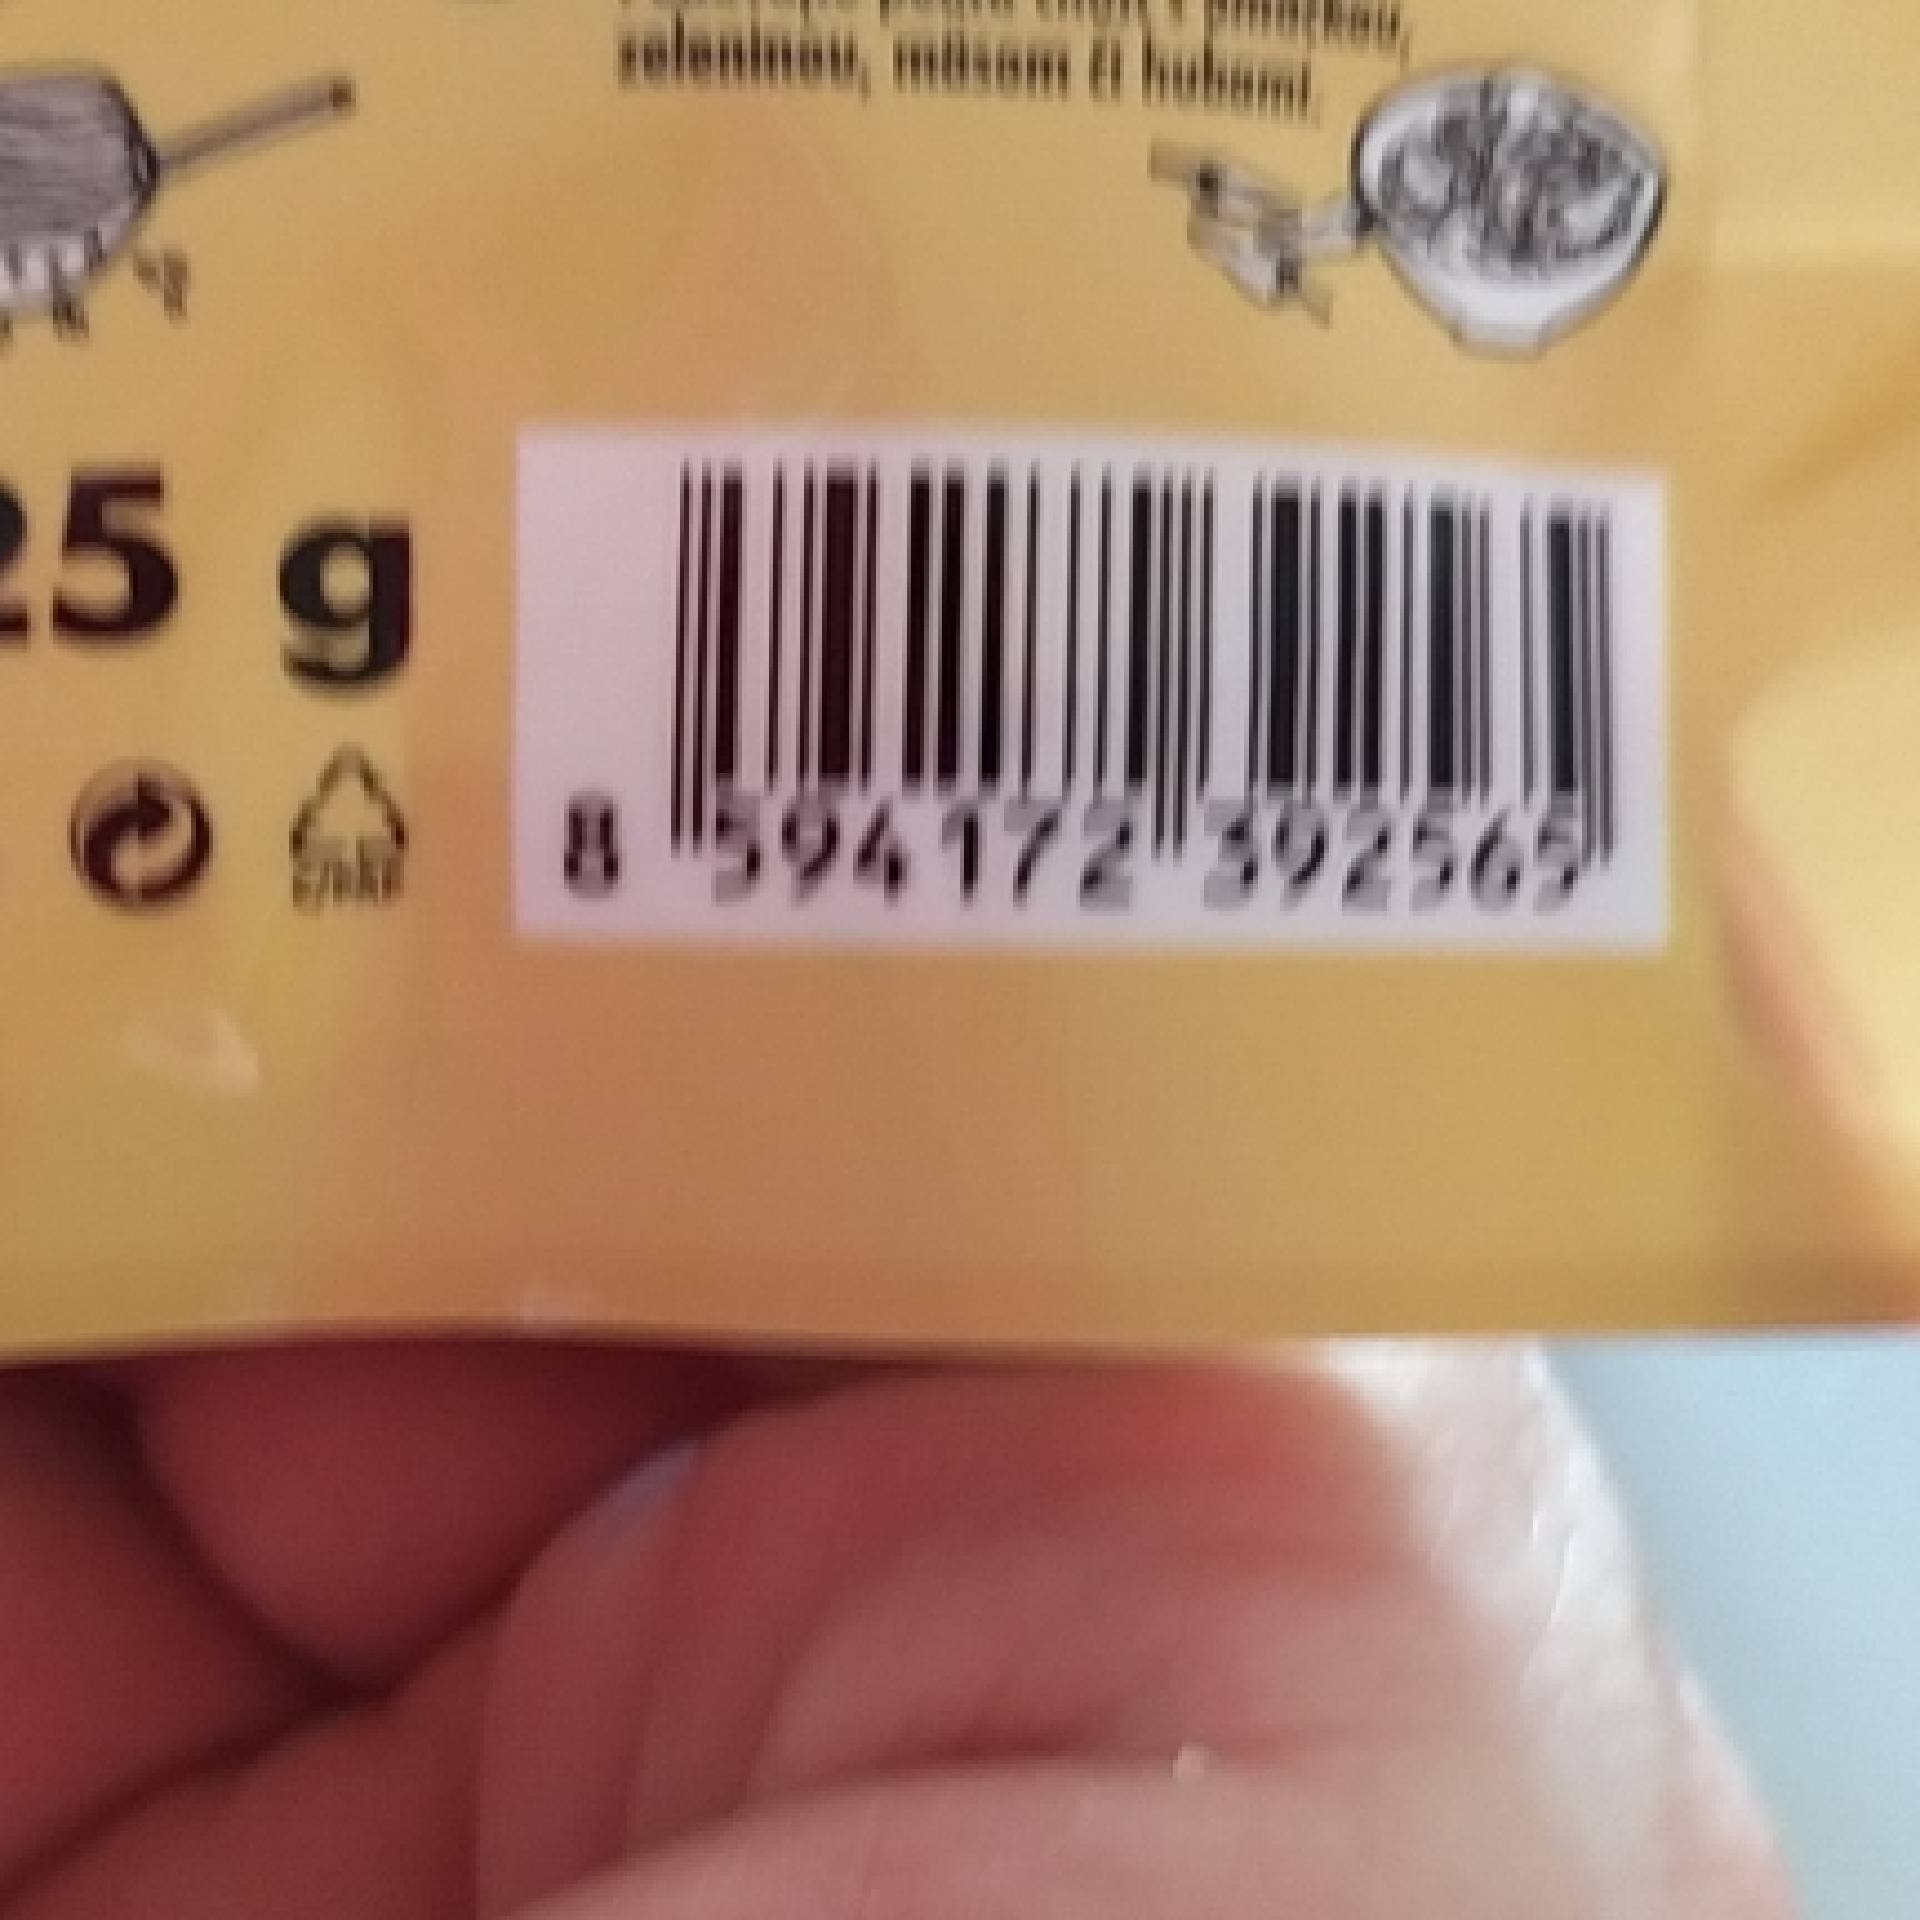 zeleninou, mäsom či hubami.
25 g
8 594172 392565